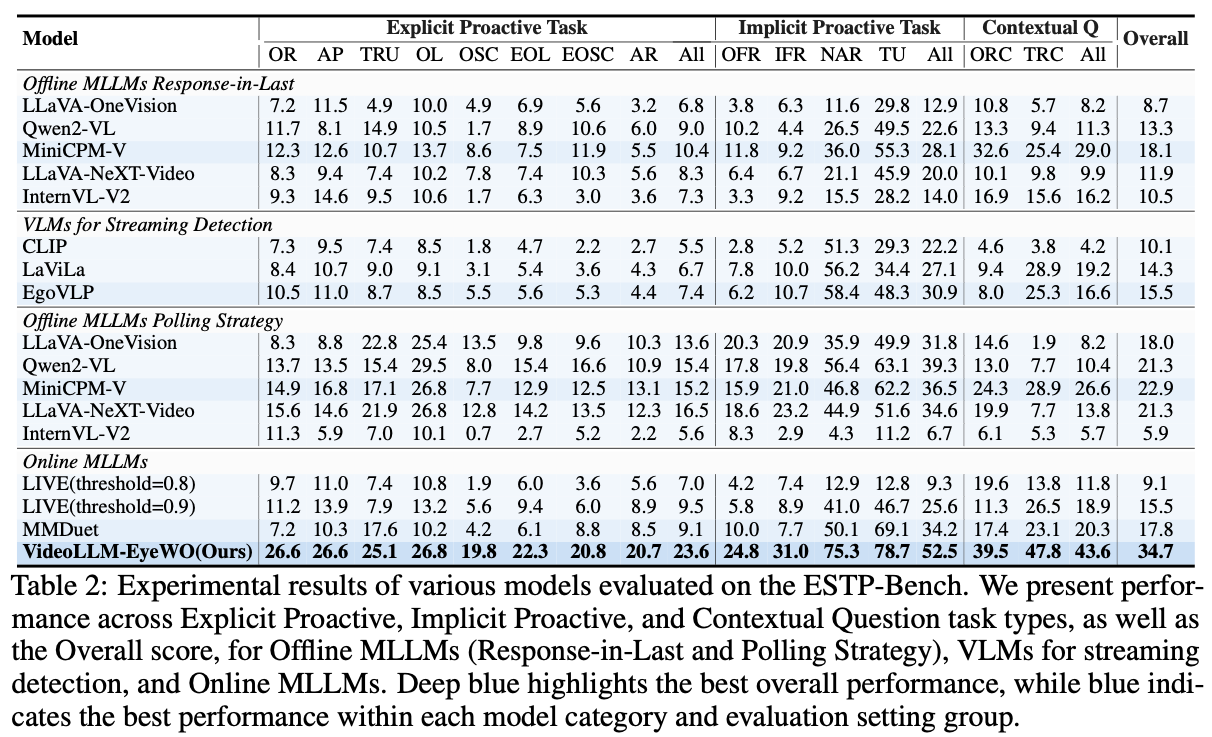 Model Explicit Proactive Task Implicit Proactive Task Contextual Q Overall
OR AP TRU OL OSC EOL EOSC AR All OFR IFR NAR TU All ORC TRC All
Offline MLLMs Response-in-Last
LLaVA-OneVision 7.2 11.5 4.9 10.0 4.9 6.9 5.6 3.2 6.8 3.8 6.3 11.6 29.8 12.9 10.8 5.7 8.2 8.7
Qwen2-VL 11.7 8.1 14.9 10.5 1.7 8.9 10.6 6.0 9.0 10.2 4.4 26.5 49.5 22.6 13.3 9.4 11.3 13.3
MiniCPM-V 12.3 12.6 10.7 13.7 8.6 7.5 11.9 5.5 10.4 11.8 9.2 36.0 55.3 28.1 32.6 25.4 29.0 18.1
LLaVA-NeXT-Video 8.3 9.4 7.4 10.2 7.8 7.4 10.3 5.6 8.3 6.4 6.7 21.1 45.9 20.0 10.1 9.8 9.9 11.9
InternVL-V2 9.3 14.6 9.5 10.6 1.7 6.3 3.0 3.6 7.3 3.3 9.2 15.5 28.2 14.0 16.9 15.6 16.2 10.5
VLMs for Streaming Detection
CLIP 7.3 9.5 7.4 8.5 1.8 4.7 2.2 2.7 5.5 2.8 5.2 51.3 29.3 22.2 4.6 3.8 4.2 10.1
LaViLa 8.4 10.7 9.0 9.1 3.1 5.4 3.6 4.3 6.7 7.8 10.0 56.2 34.4 27.1 9.4 28.9 19.2 14.3
EgoVLP 10.5 11.0 8.7 8.5 5.5 5.6 5.3 4.4 7.4 6.2 10.7 58.4 48.3 30.9 8.0 25.3 16.6 15.5
Offline MLLMs Polling Strategy
LLaVA-OneVision 8.3 8.8 22.8 25.4 13.5 9.8 9.6 10.3 13.6 20.3 20.9 35.9 49.9 31.8 14.6 1.9 8.2 18.0
Qwen2-VL 13.7 13.5 15.4 29.5 8.0 15.4 16.6 10.9 15.4 17.8 19.8 56.4 63.1 39.3 13.0 7.7 10.4 21.3
MiniCPM-V 14.9 16.8 17.1 26.8 7.7 12.9 12.5 13.1 15.2 15.9 21.0 46.8 62.2 36.5 24.3 28.9 26.6 22.9
LLaVA-NeXT-Video 15.6 14.6 21.9 26.8 12.8 14.2 13.5 12.3 16.5 18.6 23.2 44.9 51.6 34.6 19.9 7.7 13.8 21.3
InternVL-V2 11.3 5.9 7.0 10.1 0.7 2.7 5.2 2.2 5.6 8.3 2.9 4.3 11.2 6.7 6.1 5.3 5.7 5.9
Online MLLMs
LIVE(threshold=0.8) 9.7 11.0 7.4 10.8 1.9 6.0 3.6 5.6 7.0 4.2 7.4 12.9 12.8 9.3 19.6 13.8 11.8 9.1
LIVE(threshold=0.9) 11.2 13.9 7.9 13.2 5.6 9.4 6.0 8.9 9.5 5.8 8.9 41.0 46.7 25.6 11.3 26.5 18.9 15.5
MMDuet 7.2 10.3 17.6 10.2 4.2 6.1 8.8 8.5 9.1 10.0 7.7 50.1 69.1 34.2 17.4 23.1 20.3 17.8
VideoLLM-EyeWO(Ours) 26.6 26.6 25.1 26.8 19.8 22.3 20.8 20.7 23.6 24.8 31.0 75.3 78.7 52.5 39.5 47.8 43.6 34.7
Table 2: Experimental results of various models evaluated on the ESTP-Bench. We present perfor-
mance across Explicit Proactive, Implicit Proactive, and Contextual Question task types, as well as
the Overall score, for Offline MLLMs (Response-in-Last and Polling Strategy), VLMs for streaming
detection, and Online MLLMs. Deep blue highlights the best overall performance, while blue indi-
cates the best performance within each model category and evaluation setting group.